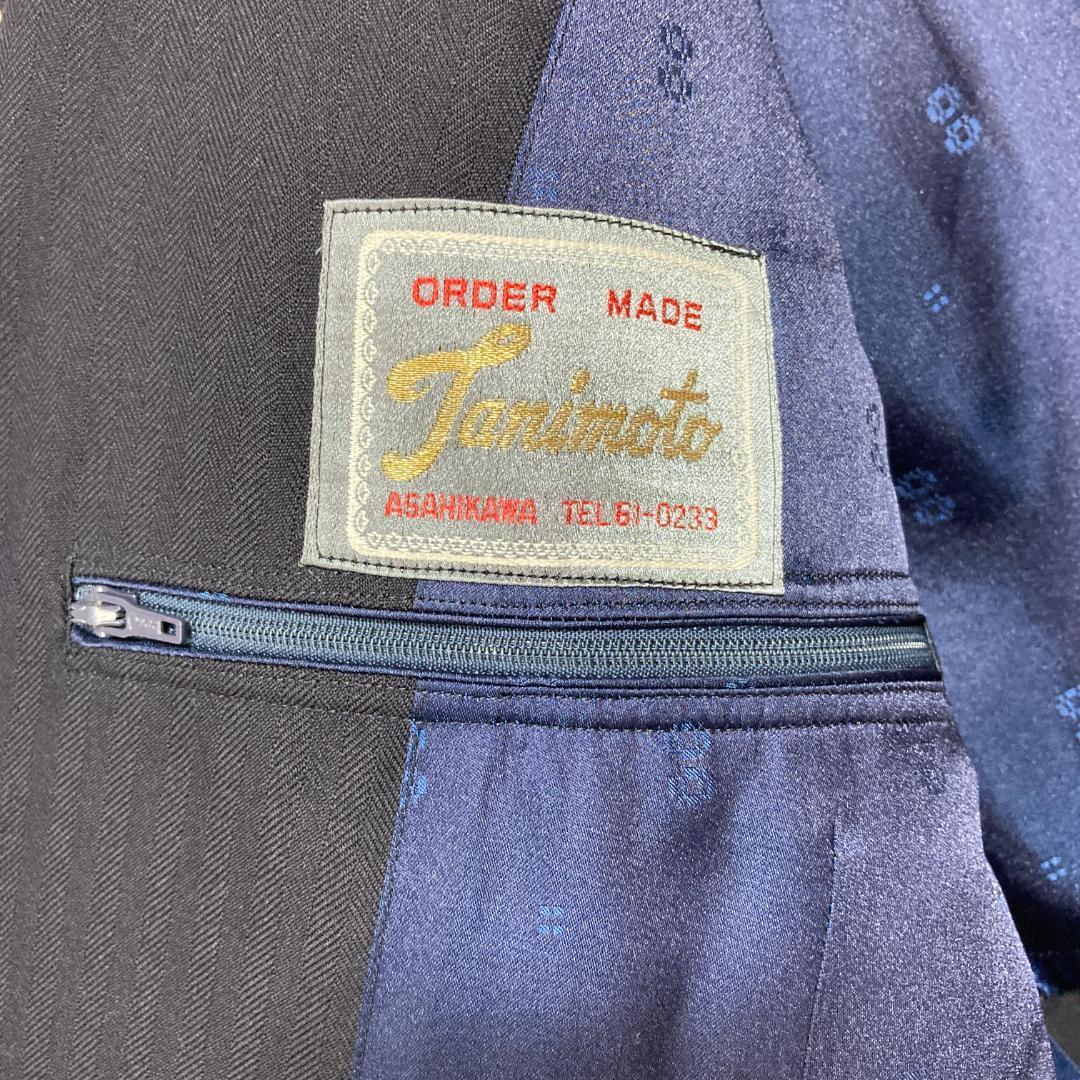 ORDER MADE
Tanimoto
ASAHIKAWA TEL 61-0233